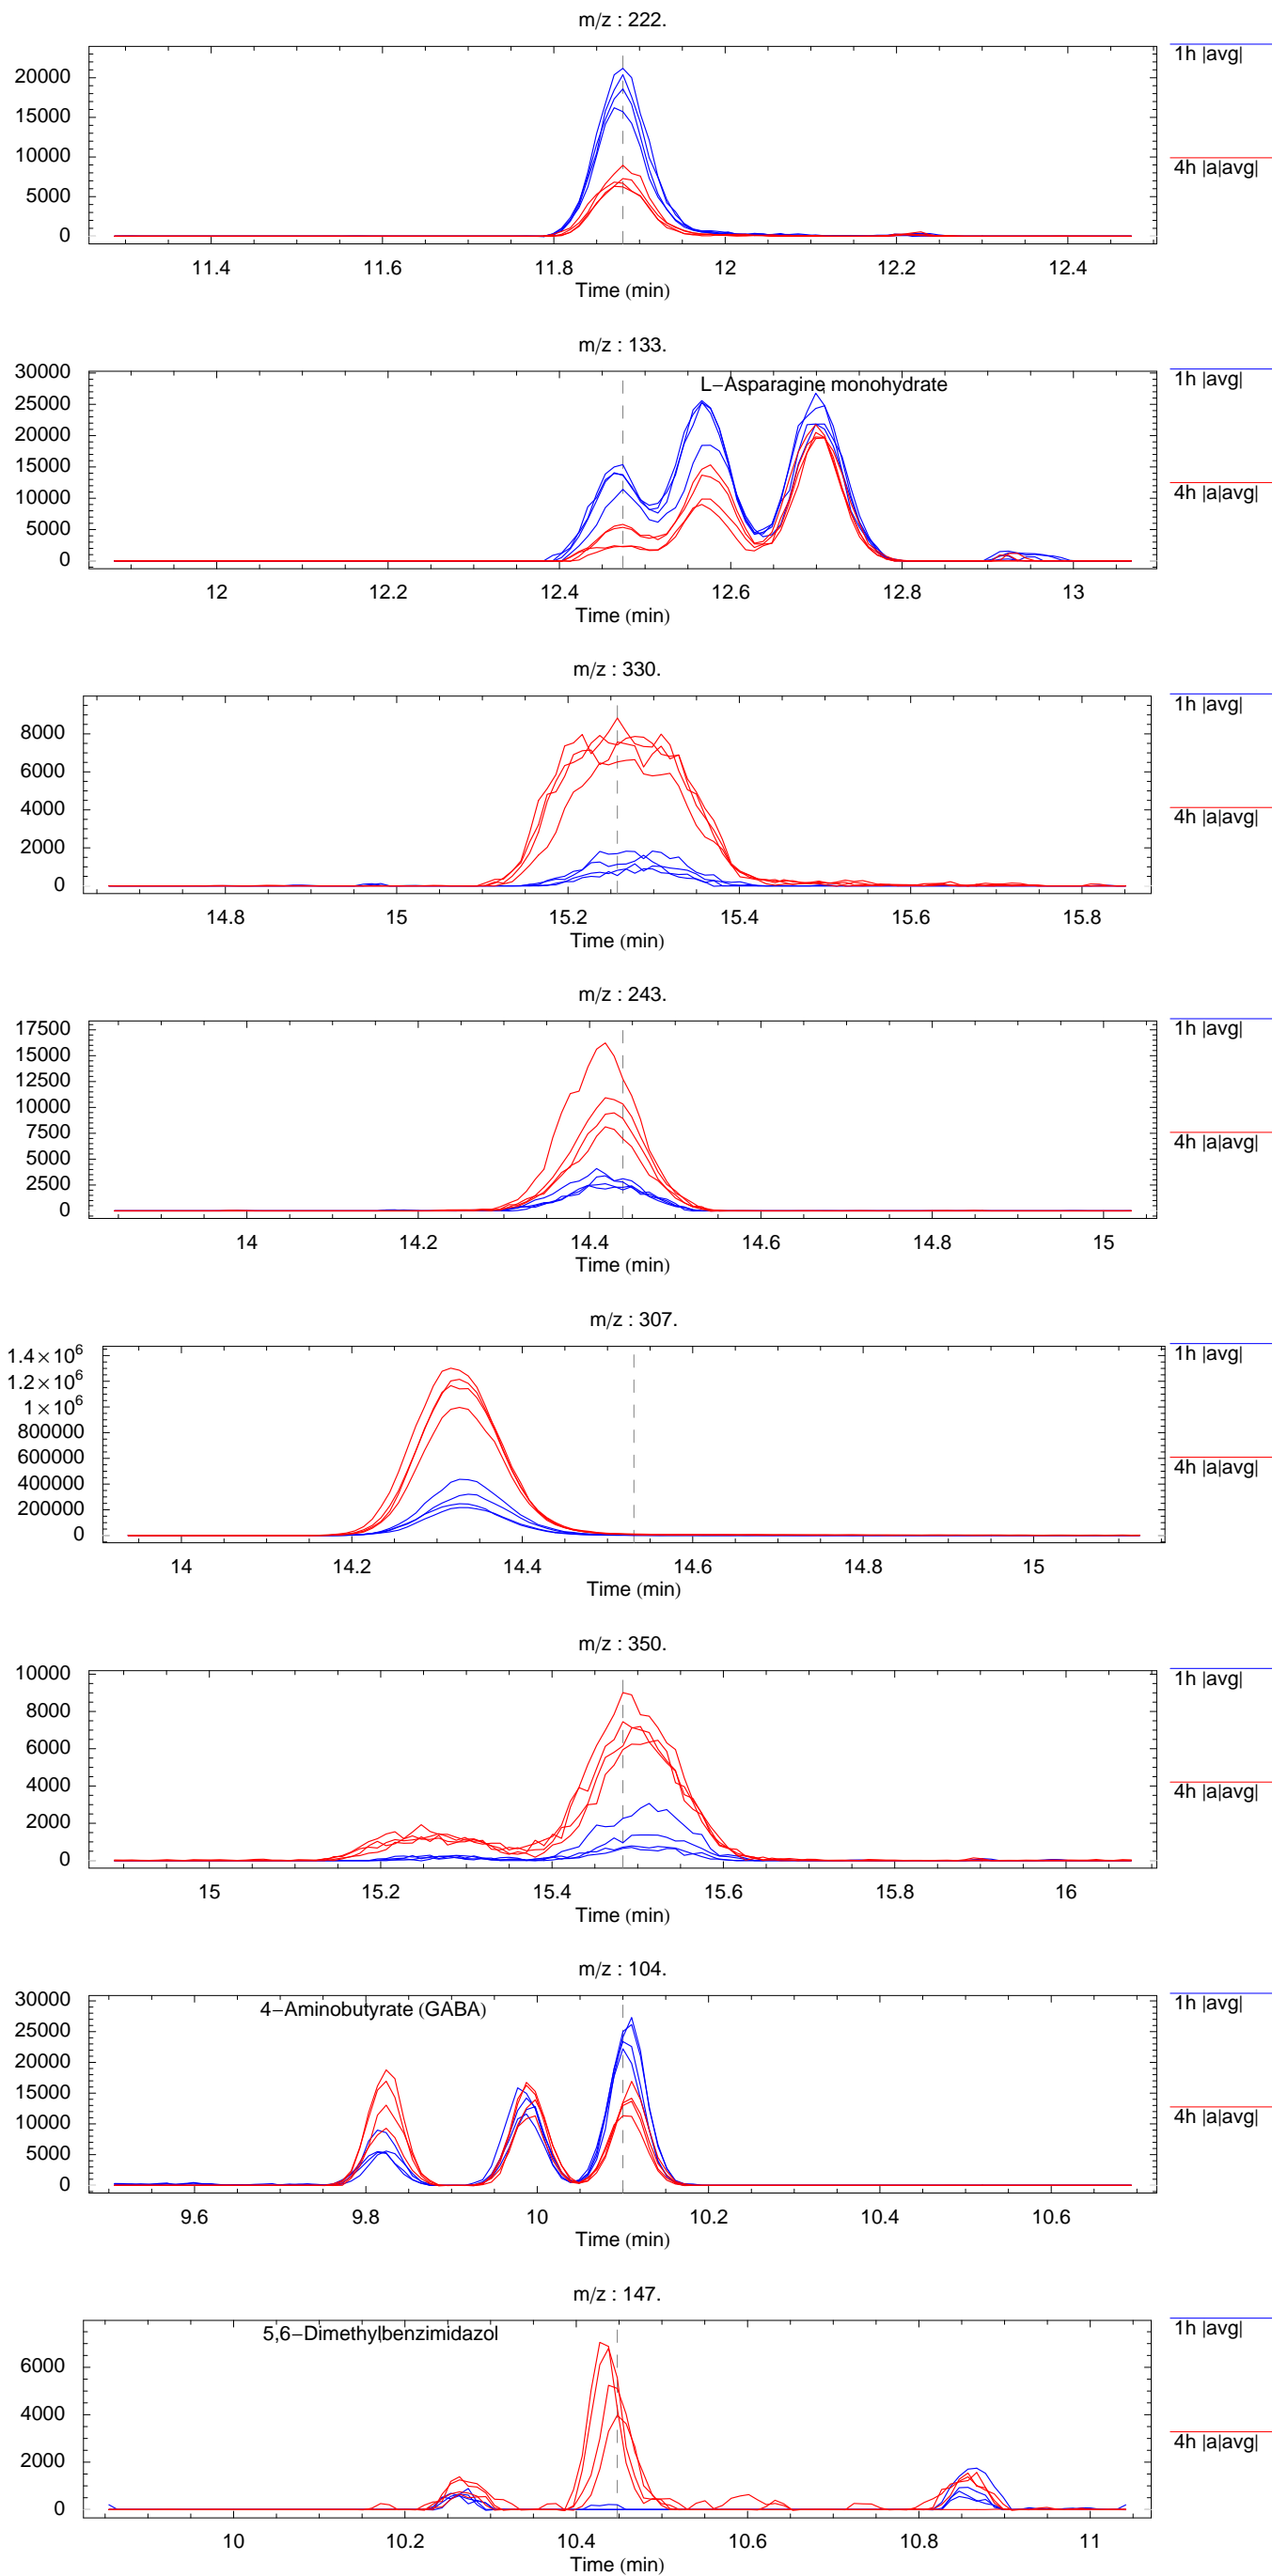 m/z : 222.
1h |avg|
20000
15000
10000
4h |a|avg|
5000
0
11.4 11.6 11.8 12 12.2 12.4
Time (min)
m/z : 133.
30000
L−Asparagine monohydrate
1h |avg|
25000
20000
15000
10000
4h |a|avg|
5000
0
12 12.2 12.4 12.6 12.8 13
Time (min)
m/z : 330.
1h |avg|
8000
6000
4000
4h |a|avg|
2000
0
14.8 15 15.2 15.4 15.6 15.8
Time (min)
m/z : 243.
17500
1h |avg|
15000
12500
10000
7500
4h |a|avg|
5000
2500
0
14 14.2 14.4 14.6 14.8 15
Time (min)
m/z : 307.
1.4×10⁶
1h |avg|
1.2×10⁶
1×10⁶
800000
600000
4h |a|avg|
400000
200000
0
14 14.2 14.4 14.6 14.8 15
Time (min)
m/z : 350.
10000
1h |avg|
8000
6000
4000
4h |a|avg|
2000
0
15 15.2 15.4 15.6 15.8 16
Time (min)
m/z : 104.
30000
4−Aminobutyrate (GABA)
1h |avg|
25000
20000
15000
10000
4h |a|avg|
5000
0
9.6 9.8 10 10.2 10.4 10.6
Time (min)
m/z : 147.
5,6−Dimethylbenzimidazol
1h |avg|
6000
4000
2000
4h |a|avg|
0
10 10.2 10.4 10.6 10.8 11
Time (min)